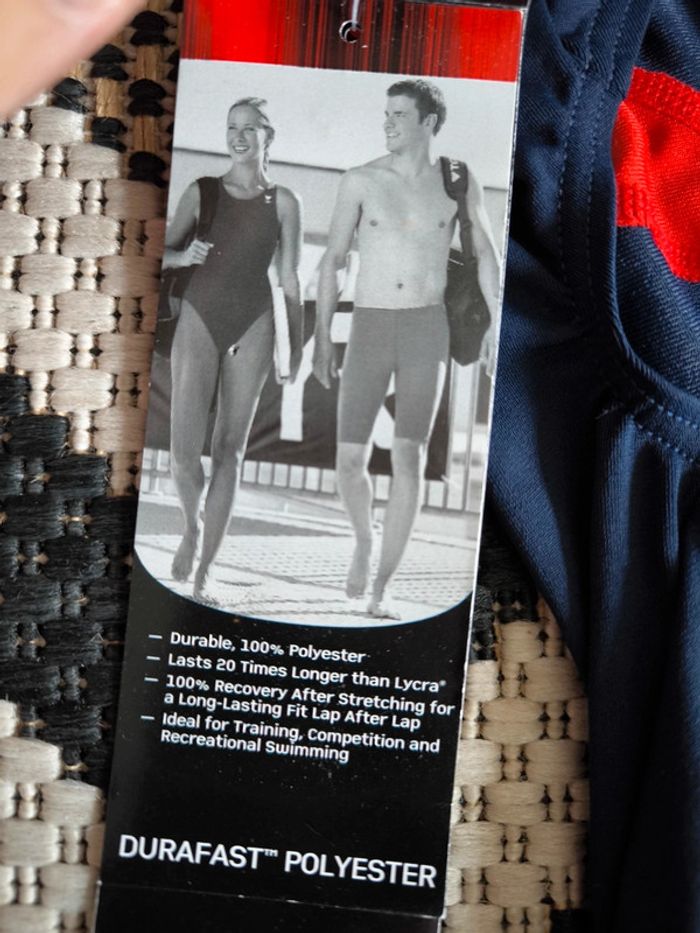 — Durable, 100% Polyester
— Lasts 20 Times Longer than Lycra®
— 100% Recovery After Stretching for
a Long-Lasting Fit Lap After Lap
— Ideal for Training, Competition and
Recreational Swimming
DURAFAST™ POLYESTER